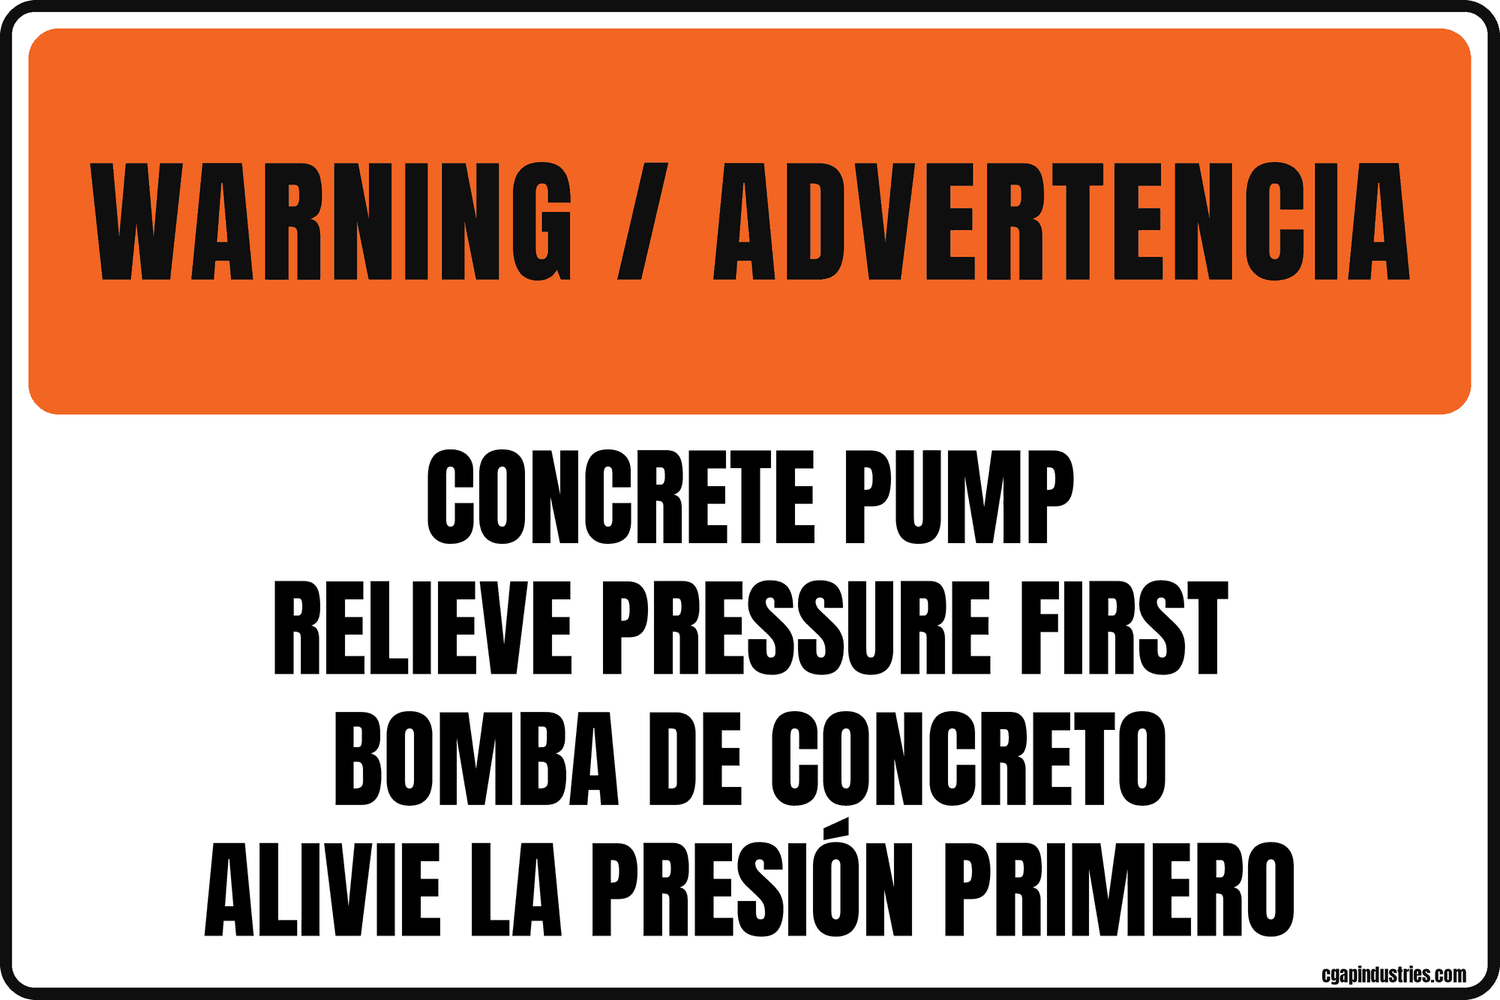 WARNING / ADVERTENCIA
CONCRETE PUMP
RELIEVE PRESSURE FIRST
BOMBA DE CONCRETO
ALIVIE LA PRESIÓN PRIMERO
cgapindustries.com